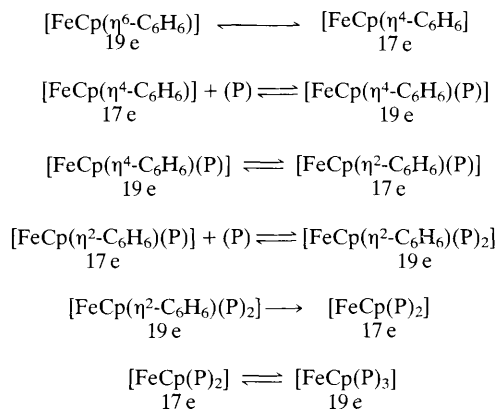 [FeCp(η⁶-C₆H₆)] ⟷ [FeCp(η⁴-C₆H₆]
19 e 17 e
[FeCp(η⁴-C₆H₆)] + (P) ⇌ [FeCp(η⁴-C₆H₆)(P)]
17 e 19 e
[FeCp(η⁴-C₆H₆)(P)] ⇌ [FeCp(η²-C₆H₆)(P)]
19 e 17 e
[FeCp(η²-C₆H₆)(P)] + (P) ⇌ [FeCp(η²-C₆H₆)(P)₂]
17 e 19 e
[FeCp(η²-C₆H₆)(P)₂] ⟶ [FeCp(P)₂]
19 e 17 e
[FeCp(P)₂] ⇌ [FeCp(P)₃]
17 e 19 e